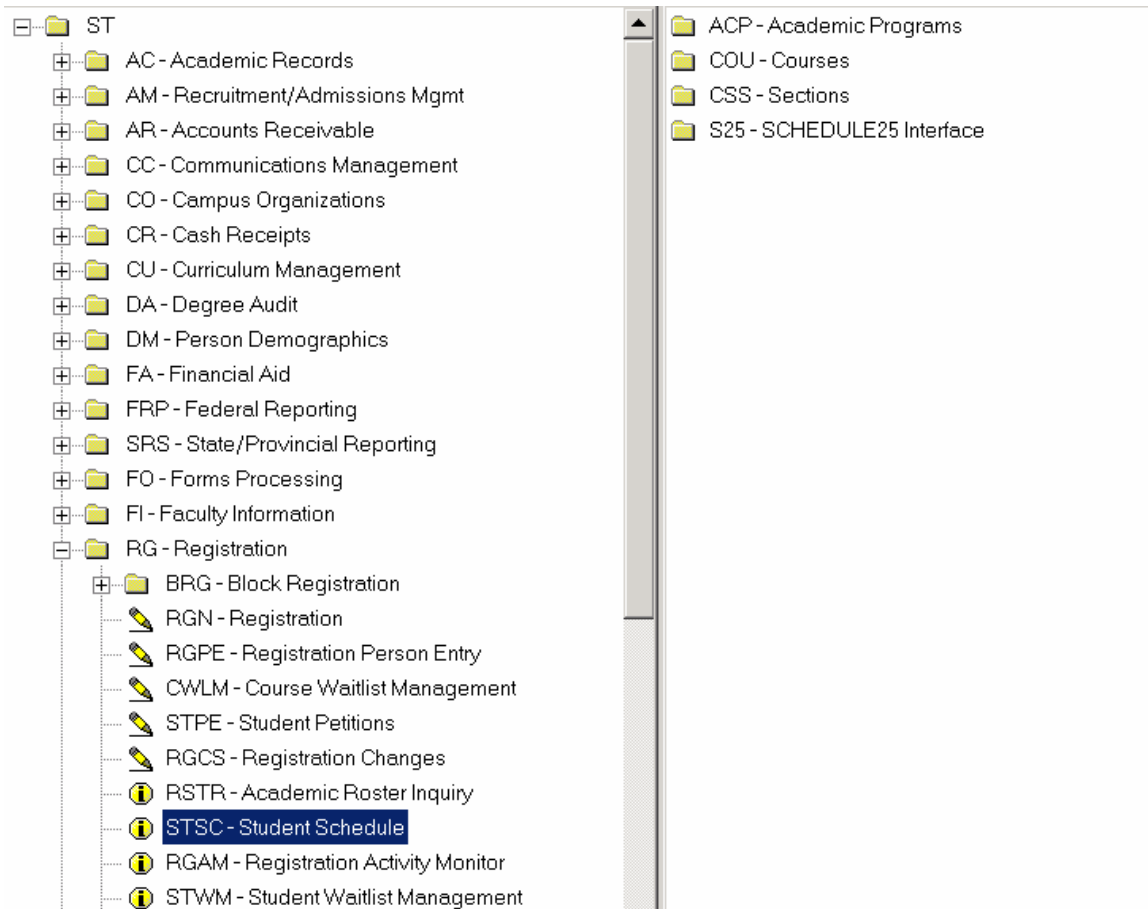 ST
AC - Academic Records
AM - Recruitment/Admissions Mgmt
AR - Accounts Receivable
CC - Communications Management
CO - Campus Organizations
CR - Cash Receipts
CU - Curriculum Management
DA - Degree Audit
DM - Person Demographics
FA - Financial Aid
FRP - Federal Reporting
SRS - State/Provincial Reporting
FO - Forms Processing
FI - Faculty Information
RG - Registration
BRG - Block Registration
RGN - Registration
RGPE - Registration Person Entry
CWLM - Course Waitlist Management
STPE - Student Petitions
RGCS - Registration Changes
RSTR - Academic Roster Inquiry
STSC - Student Schedule
RGAM - Registration Activity Monitor
STWM - Student Waitlist Management
ACP - Academic Programs
COU - Courses
CSS - Sections
S25 - SCHEDULE25 Interface